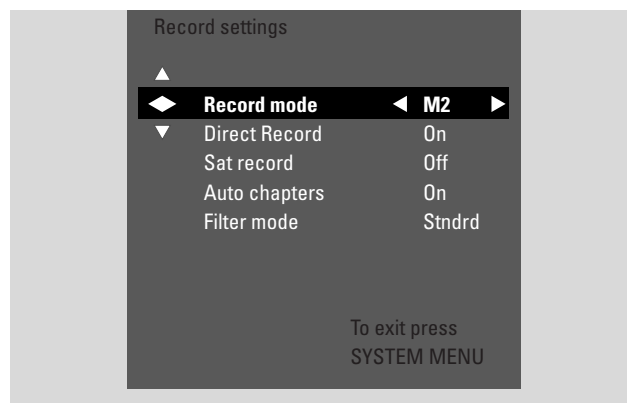 Record settings
Record mode M2
Direct Record On
Sat record Off
Auto chapters On
Filter mode Stndrd
To exit press
SYSTEM MENU